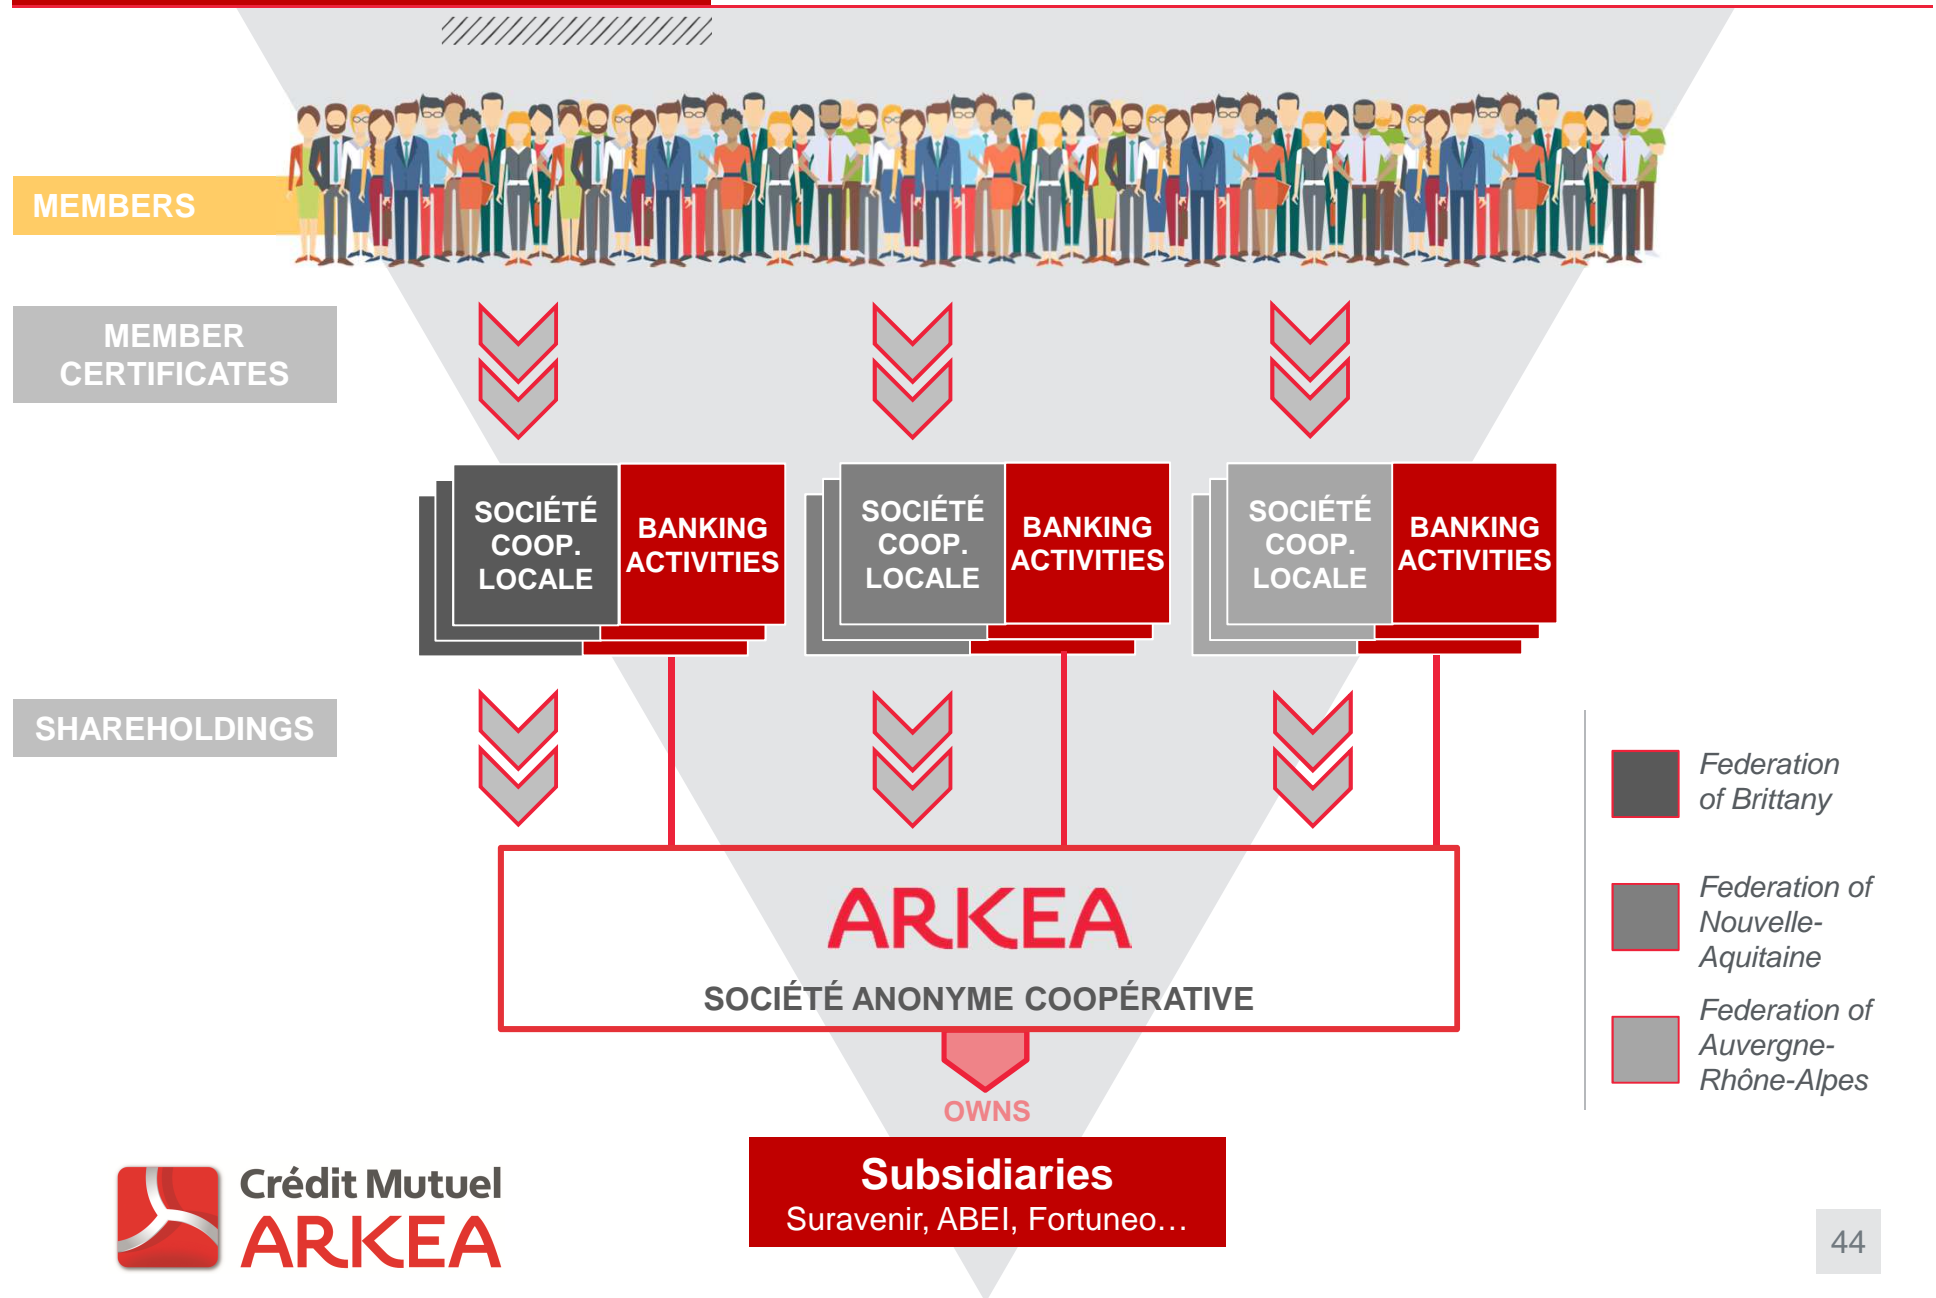 MEMBERS
MEMBER
CERTIFICATES
SOCIÉTÉ
COOP.
LOCALE
BANKING
ACTIVITIES
SOCIÉTÉ
COOP.
LOCALE
BANKING
ACTIVITIES
SOCIÉTÉ
COOP.
LOCALE
BANKING
ACTIVITIES
SHAREHOLDINGS
Federation
of Brittany
Federation of
Nouvelle-
Aquitaine
Federation of
Auvergne-
Rhône-Alpes
ARKEA
SOCIÉTÉ ANONYME COOPÉRATIVE
OWNS
Subsidiaries
Suravenir, ABEI, Fortuneo…
Crédit Mutuel
ARKEA
44